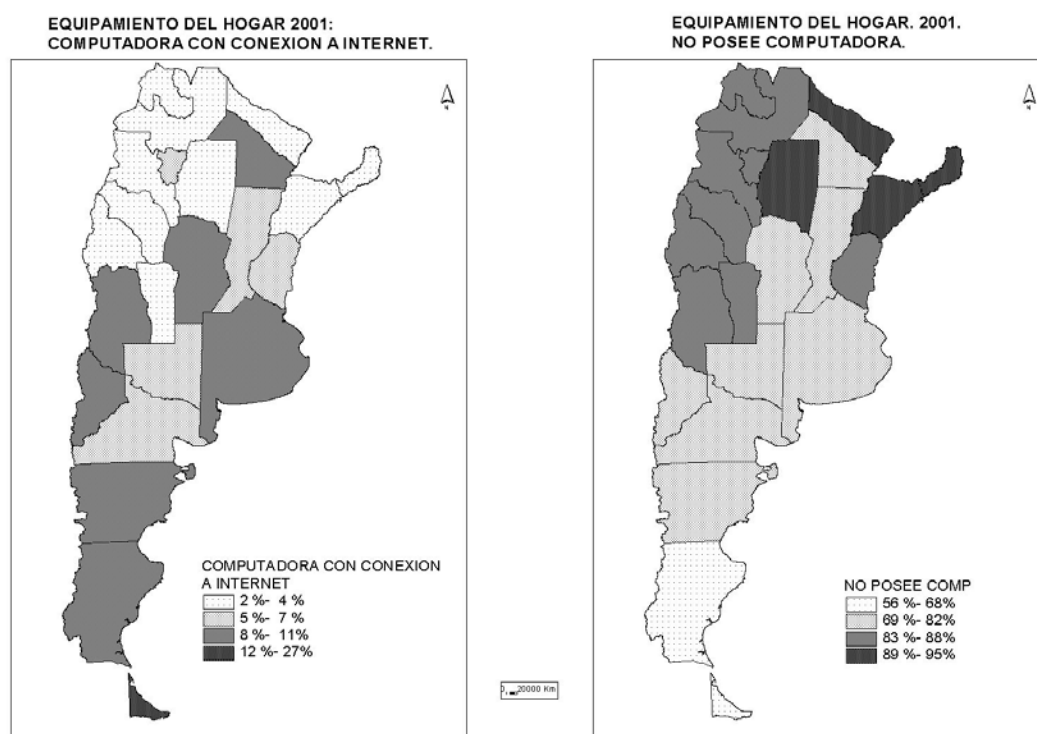 EQUIPAMIENTO DEL HOGAR 2001:
COMPUTADORA CON CONEXION A INTERNET.
N
COMPUTADORA CON CONEXION
A INTERNET
2 %- 4 %
5 %- 7 %
8 %- 11%
12 %- 27%
20000 Km
EQUIPAMIENTO DEL HOGAR. 2001.
NO POSEE COMPUTADORA.
N
NO POSEE COMP
56 %- 68%
69 %- 82%
83 %- 88%
89 %- 95%